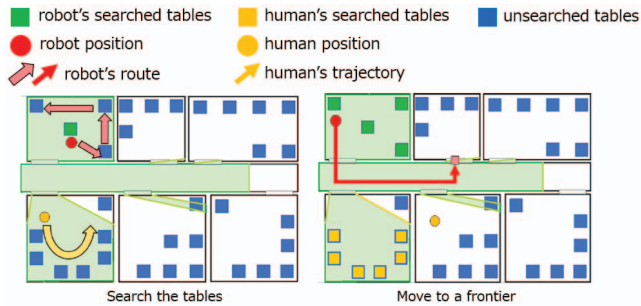 robot's searched tables
human's searched tables
unsearched tables
robot position
human position
robot's route
human's trajectory
Search the tables
Move to a frontier